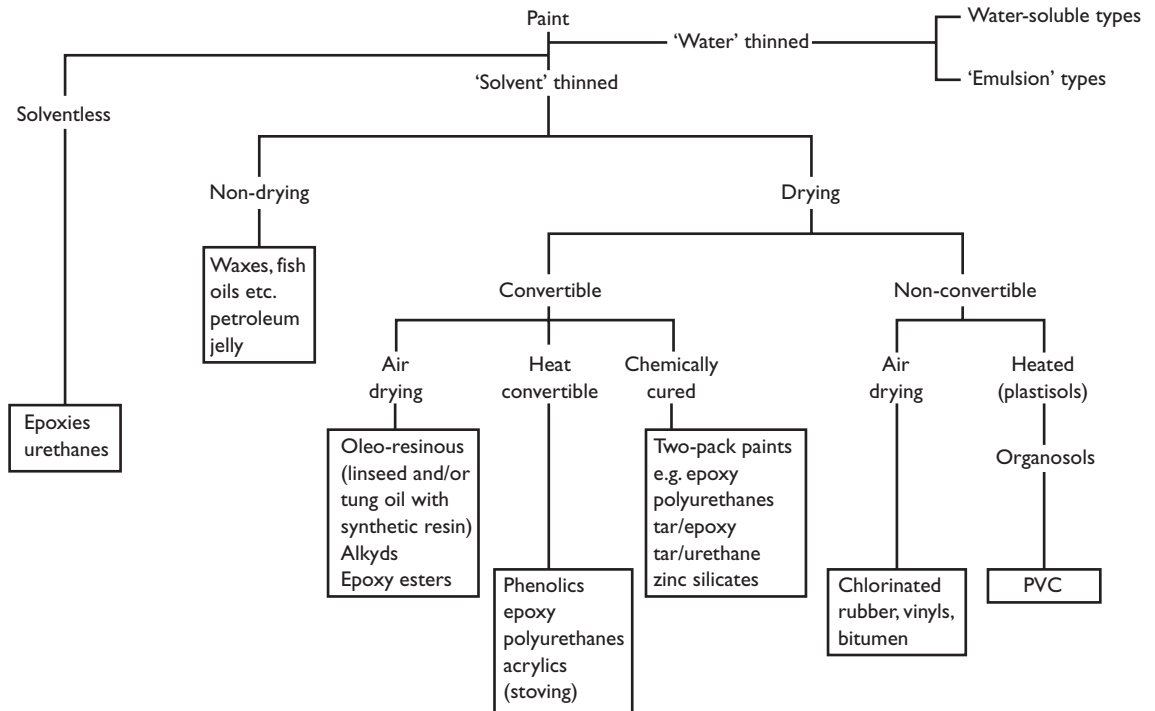 Paint
Water-soluble types
‘Water’ thinned
‘Emulsion’ types
‘Solvent’ thinned
Solventless
Non-drying
Drying
Waxes, fish
oils etc.
petroleum
jelly
Convertible
Non-convertible
Air
drying
Heat
convertible
Chemically
cured
Air
drying
Heated
(plastisols)
Organosols
Epoxies
urethanes
Oleo-resinous
(linseed and/or
tung oil with
synthetic resin)
Alkyds
Epoxy esters
Phenolics
epoxy
polyurethanes
acrylics
(stoving)
Two-pack paints
e.g. epoxy
polyurethanes
tar/epoxy
tar/urethane
zinc silicates
Chlorinated
rubber, vinyls,
bitumen
PVC